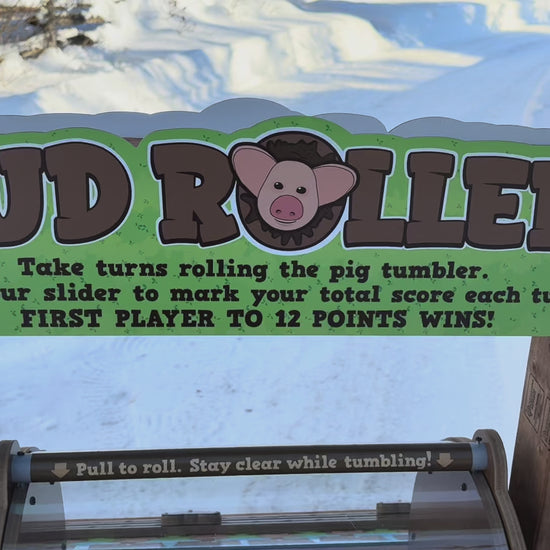 UD ROLLE
Take turns rolling the pig tumbler.
ur slider to mark your total score each tu
FIRST PLAYER TO 12 POINTS WINS!
Pull to roll. Stay clear while tumbling!